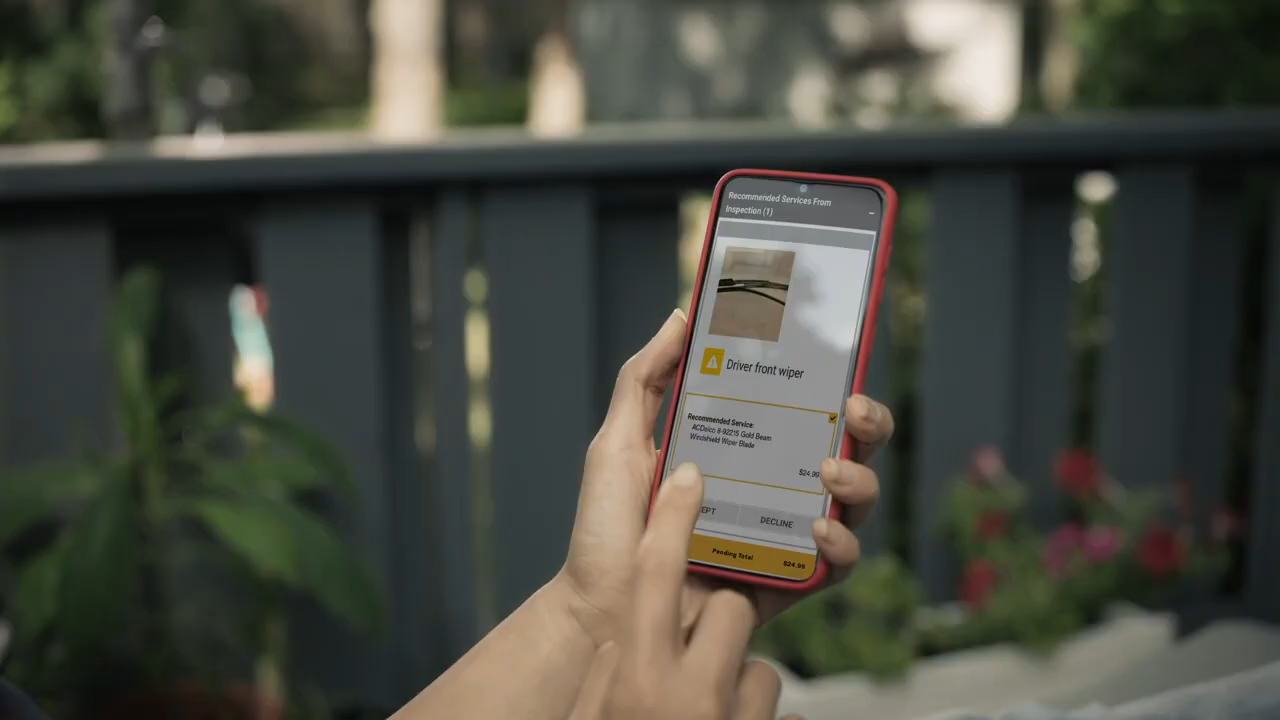 Recommended Services From
Inspection (1)
Driver front wiper
Recommended Service:
ACDelco 8-92215 Gold Beam
Windshield Wiper Blade
$24.99
EPT
DECLINE
Pending Total
$24.99